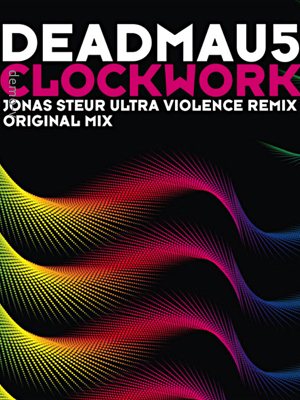 DEADMAU5
CLOCKWORK
JONAS STEUR ULTRA VIOLENCE REMIX
ORIGINAL MIX